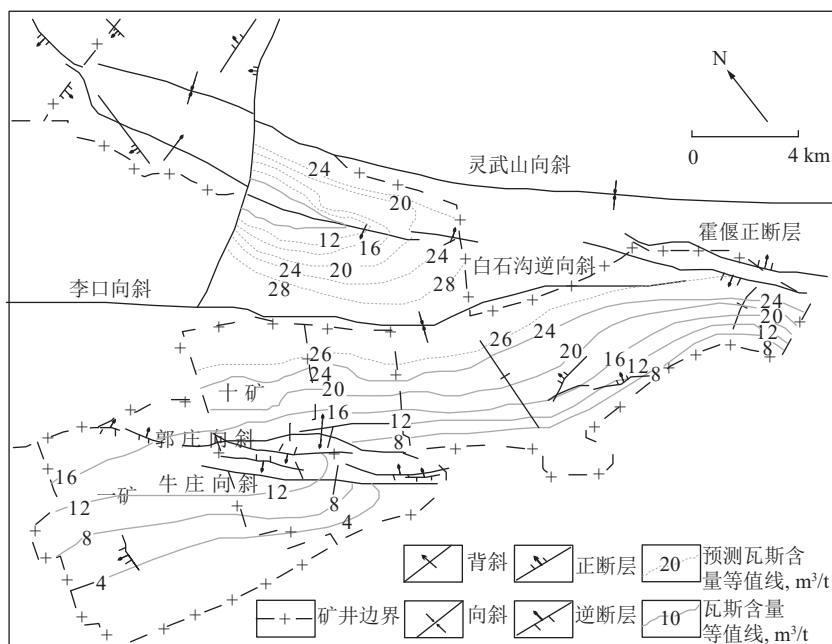 N
0 4 km
灵武山向斜
24
20
12
16
20
24
24
28
28
霍偃正断层
白石沟逆向斜
李口向斜
24
20
12
8
26
24
20
16
12
8
26
24
20
十矿
16
12
8
郭庄向斜
16
牛庄向斜
一矿
12
12
8
8
4
4
背斜
正断层
20
预测瓦斯含
量等值线, m³/t
矿井边界
向斜
逆断层
10
瓦斯含量
等值线, m³/t